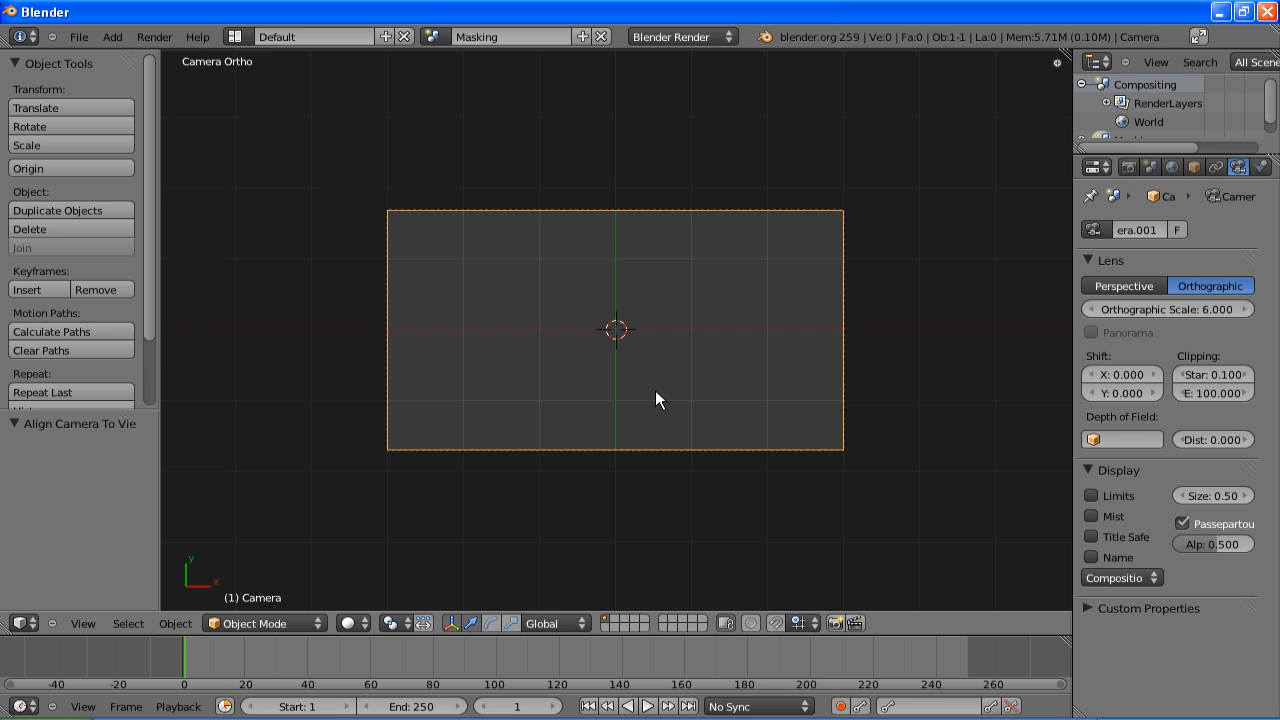 Blender
File Add Render Help Default Masking Blender Render blender.org 259 | Ve:0 | Fa:0 | Ob:1-1 | La:0 | Mem:5.71M (0.10M) | Camera
Object Tools
Transform:
Translate
Rotate
Scale
Origin
Object:
Duplicate Objects
Delete
Join
Keyframes:
Insert Remove
Motion Paths:
Calculate Paths
Clear Paths
Repeat:
Repeat Last
Align Camera To Vie
Camera Ortho
y
x
(1) Camera
View Search All Scene
Compositing
RenderLayers
World
Ca Camer
era.001 F
Lens
Perspective Orthographic
Orthographic Scale: 6.000
Panorama
Shift: Clipping:
X: 0.000 Star: 0.100
Y: 0.000 E: 100.000
Depth of Field:
Dist: 0.000
Display
Limits Size: 0.50
Mist Passepartou
Title Safe Alp: 0.500
Name
Compositio
Custom Properties
View Select Object Object Mode Global
-40 -20 0 20 40 60 80 100 120 140 160 180 200 220 240 260
View Frame Playback Start: 1 End: 250 1 No Sync